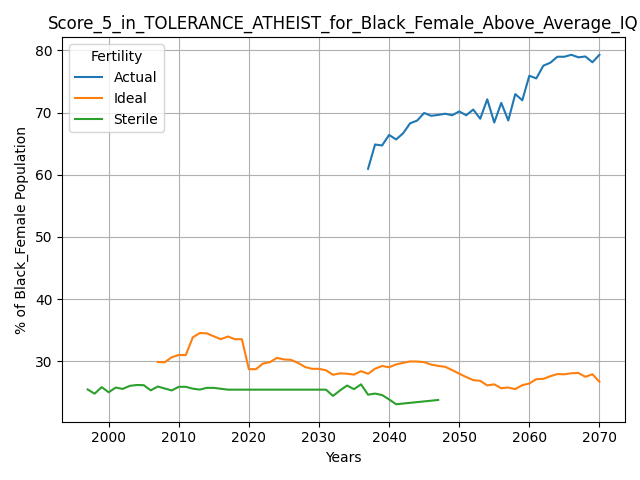 Score_5_in_TOLERANCE_ATHEIST_for_Black_Female_Above_Average_IQ
Fertility
Actual
Ideal
Sterile
% of Black_Female Population
80
70
60
50
40
30
2000 2010 2020 2030 2040 2050 2060 2070
Years